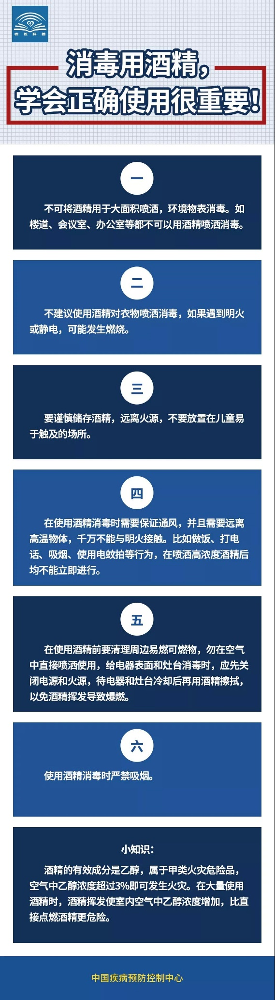 疾控科普
消毒用酒精，
学会正确使用很重要！
一
不可将酒精用于大面积喷洒，环境物表消毒。如
楼道、会议室、办公室等都不可以用酒精喷洒消毒。
二
不建议使用酒精对衣物喷洒消毒，如果遇到明火
或静电，可能发生燃烧。
三
要谨慎储存酒精，远离火源，不要放置在儿童易
于触及的场所。
四
在使用酒精消毒时需要保证通风，并且需要远离
高温物体，千万不能与明火接触。比如做饭、打电
话、吸烟、使用电蚊拍等行为，在喷洒高浓度酒精后
均不能立即进行。
五
在使用酒精前要清理周边易燃可燃物，勿在空气
中直接喷洒使用，给电器表面和灶台消毒时，应先关
闭电源和火源，待电器和灶台冷却后再用酒精擦拭，
以免酒精挥发导致爆燃。
六
使用酒精消毒时严禁吸烟。
小知识：
酒精的有效成分是乙醇，属于甲类火灾危险品，
空气中乙醇浓度超过3%即可发生火灾。在大量使用
酒精时，酒精挥发使室内空气中乙醇浓度增加，比直
接点燃酒精更危险。
中国疾病预防控制中心